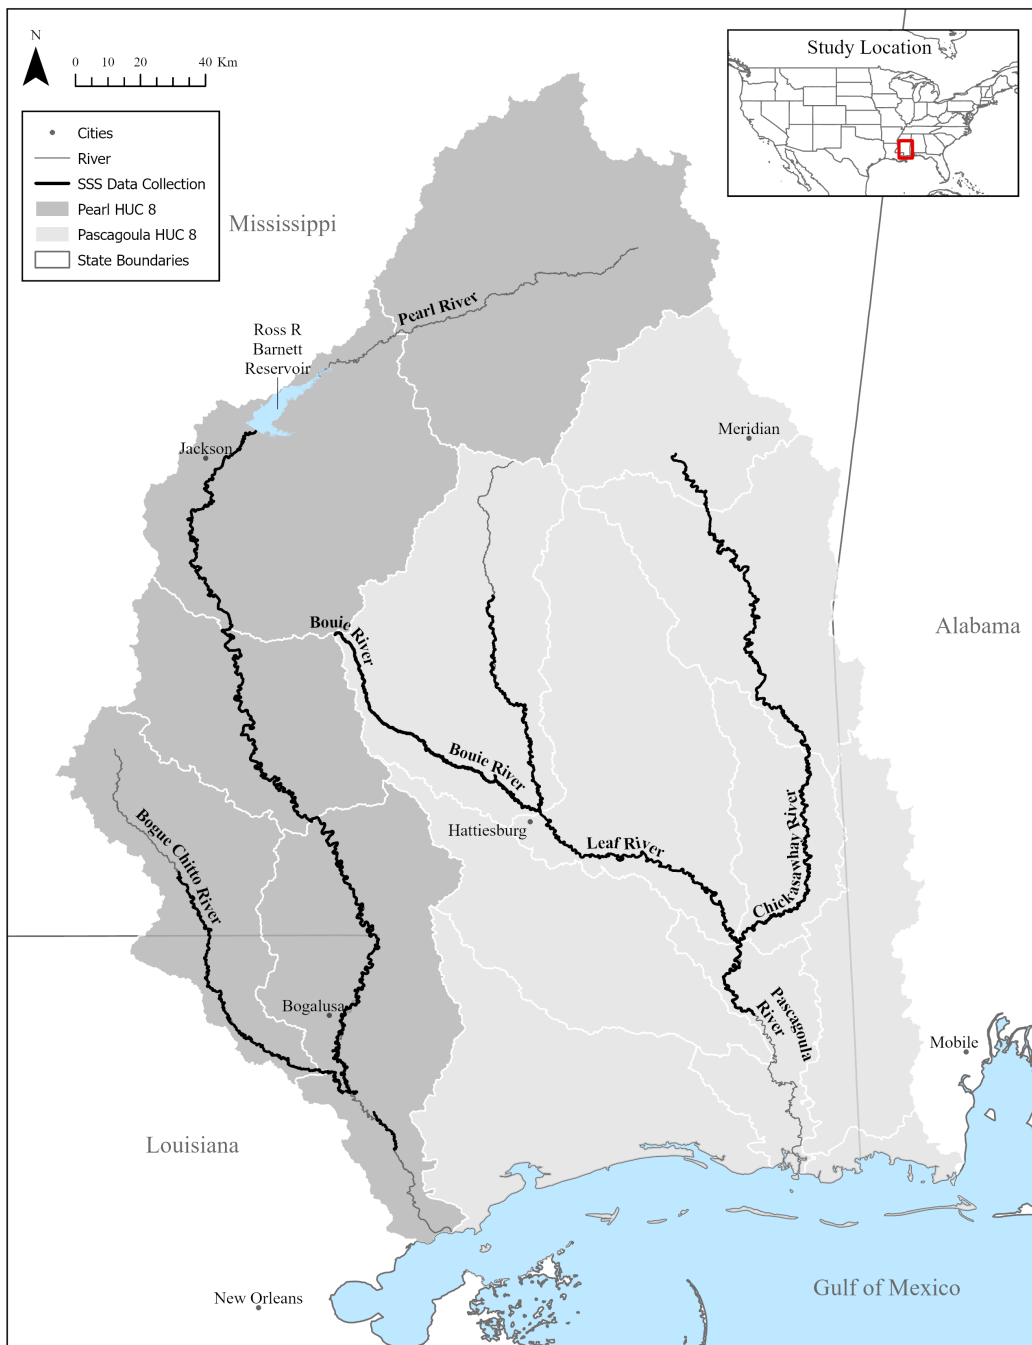 N
0 10 20 40 Km
Study Location
Cities
River
SSS Data Collection
Pearl HUC 8
Pascagoula HUC 8
State Boundaries
Mississippi
Pearl River
Ross R
Barnett
Reservoir
Jackson
Meridian
Bouie River
Alabama
Bouie River
Hattiesburg
Leaf River
Chickasawhay River
Bogue Chitto River
Pascagoula
River
Bogalusa
Mobile
Louisiana
New Orleans
Gulf of Mexico